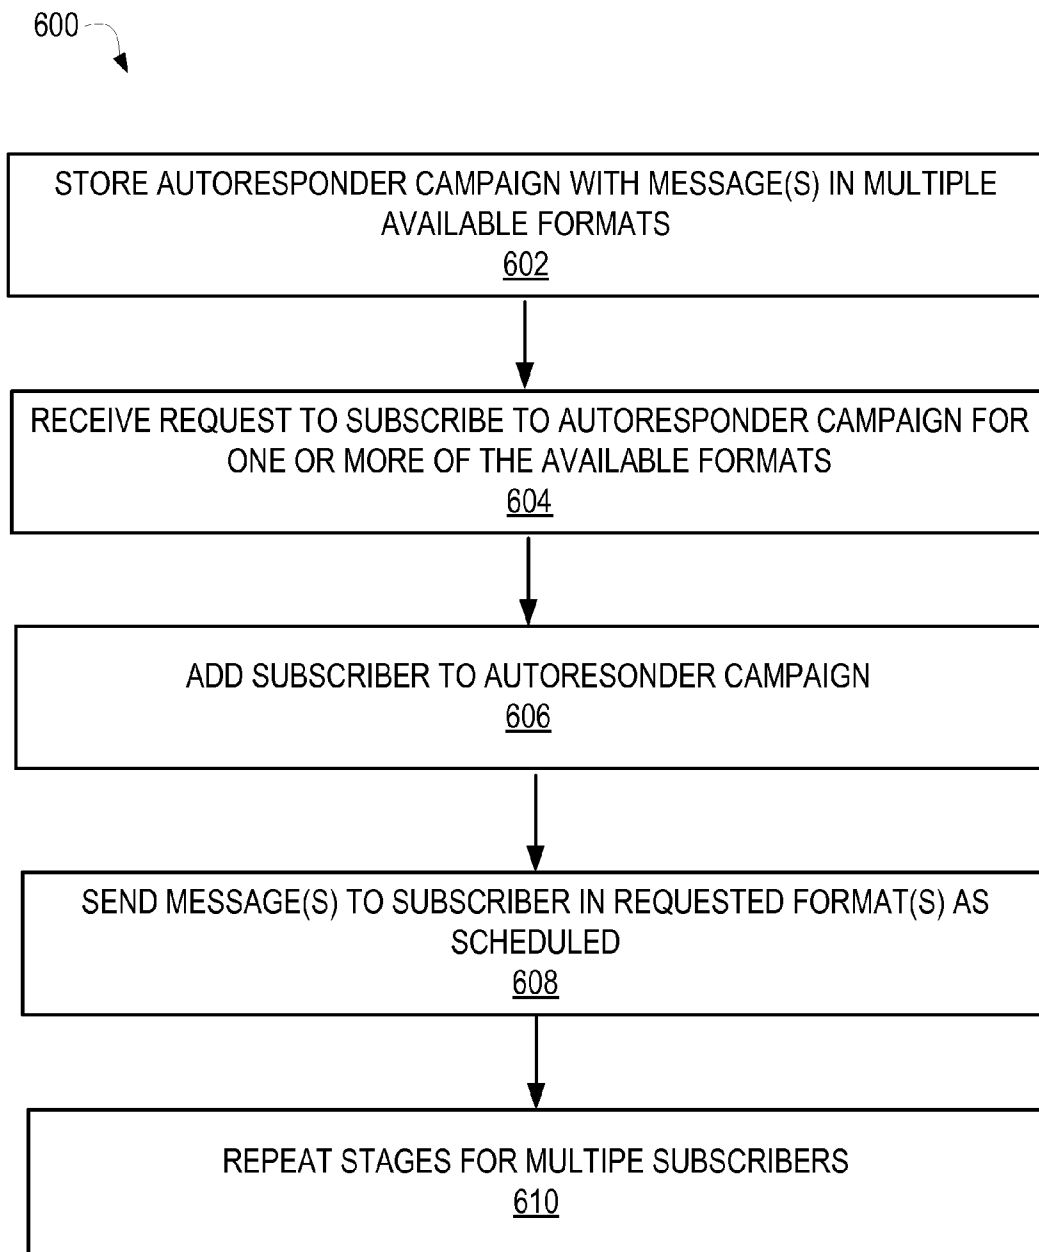 600
STORE AUTORESPONDER CAMPAIGN WITH MESSAGE(S) IN MULTIPLE
AVAILABLE FORMATS
602
RECEIVE REQUEST TO SUBSCRIBE TO AUTORESPONDER CAMPAIGN FOR
ONE OR MORE OF THE AVAILABLE FORMATS
604
ADD SUBSCRIBER TO AUTORESONDER CAMPAIGN
606
SEND MESSAGE(S) TO SUBSCRIBER IN REQUESTED FORMAT(S) AS
SCHEDULED
608
REPEAT STAGES FOR MULTIPE SUBSCRIBERS
610